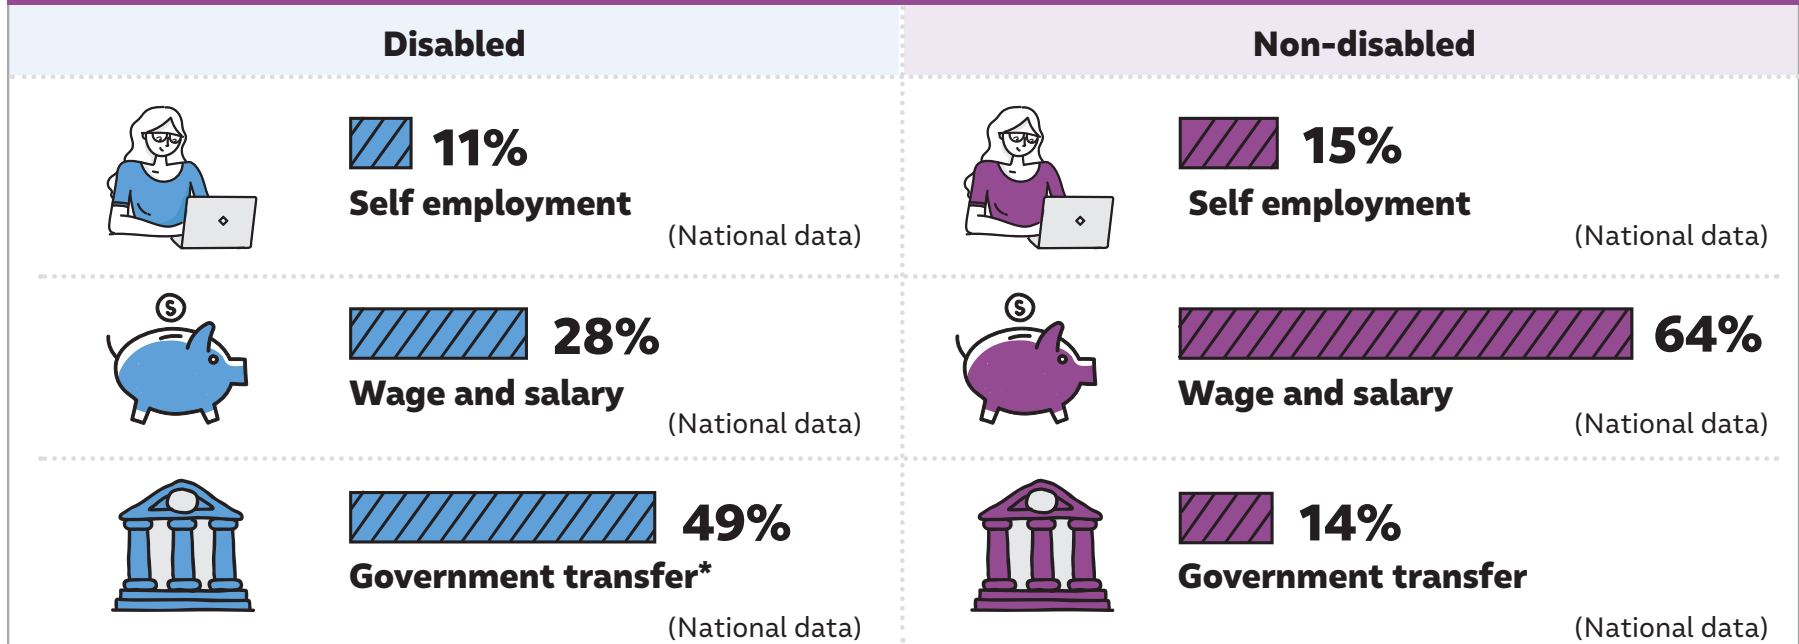 Disabled
Non-disabled
11%
Self employment
(National data)
15%
Self employment
(National data)
$
28%
Wage and salary
(National data)
$
64%
Wage and salary
(National data)
49%
Government transfer*
(National data)
14%
Government transfer
(National data)